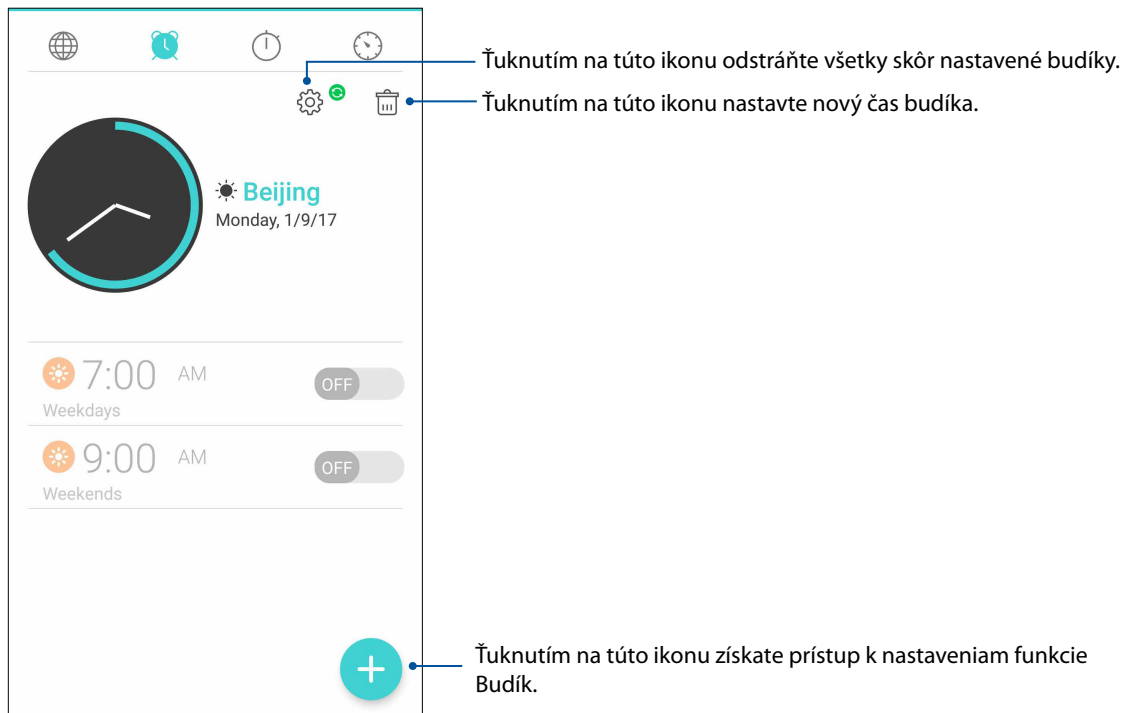 Ťuknutím na túto ikonu odstráňte všetky skôr nastavené budíky.
Ťuknutím na túto ikonu nastavte nový čas budíka.
Beijing
Monday, 1/9/17
7:00 AM
OFF
Weekdays
9:00 AM
OFF
Weekends
Ťuknutím na túto ikonu získate prístup k nastaveniam funkcie
Budík.